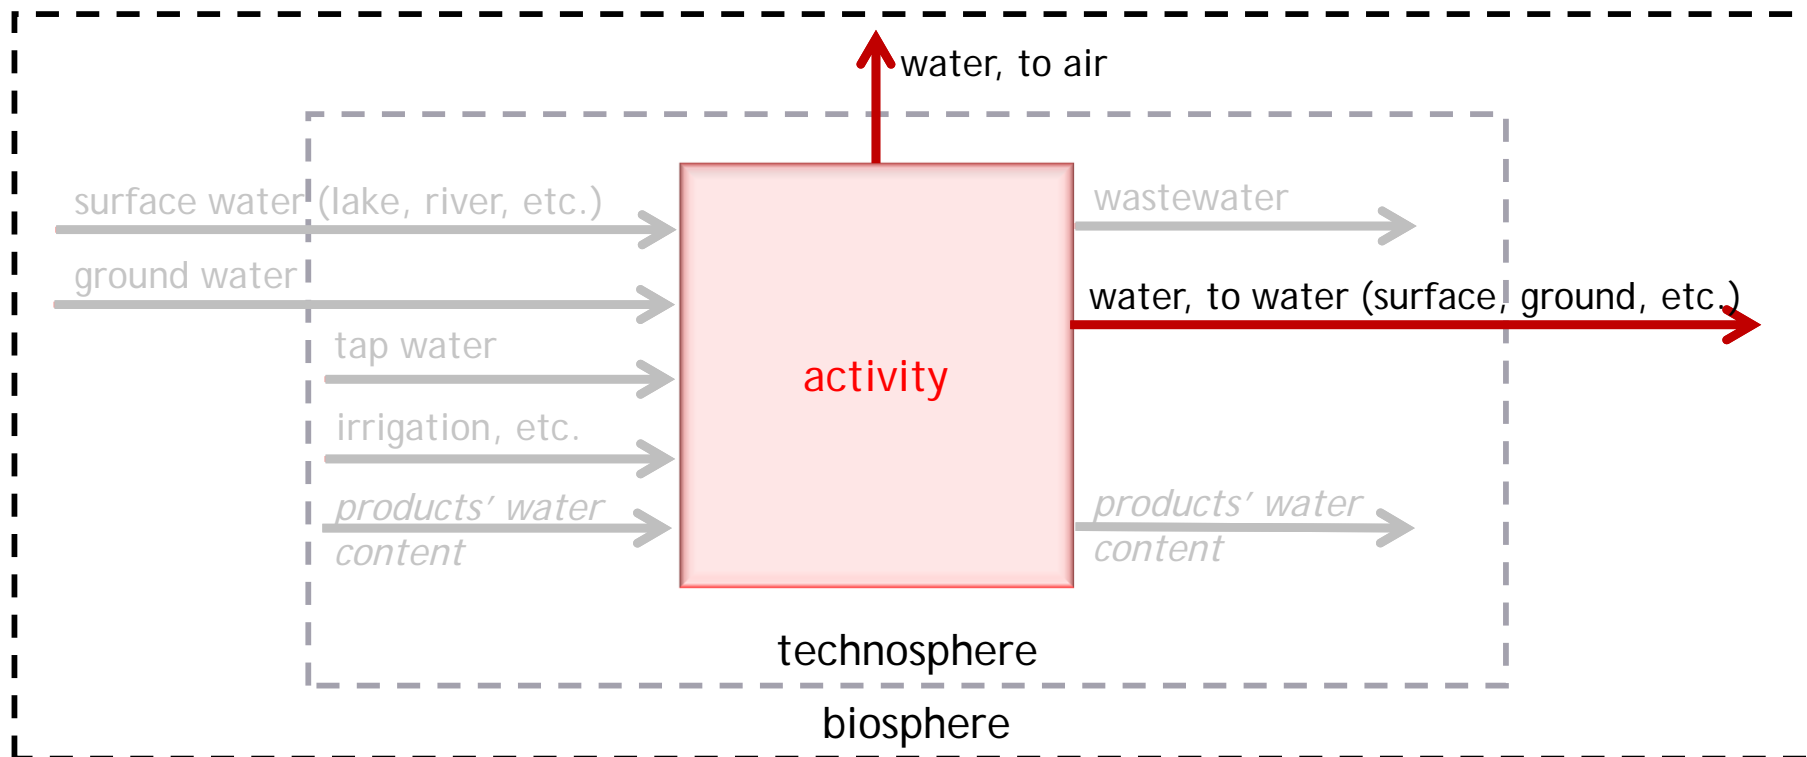 water, to air
surface water (lake, river, etc.)
wastewater
ground water
water, to water (surface, ground, etc.)
tap water
activity
irrigation, etc.
products’ water
content
products’ water
content
technosphere
biosphere